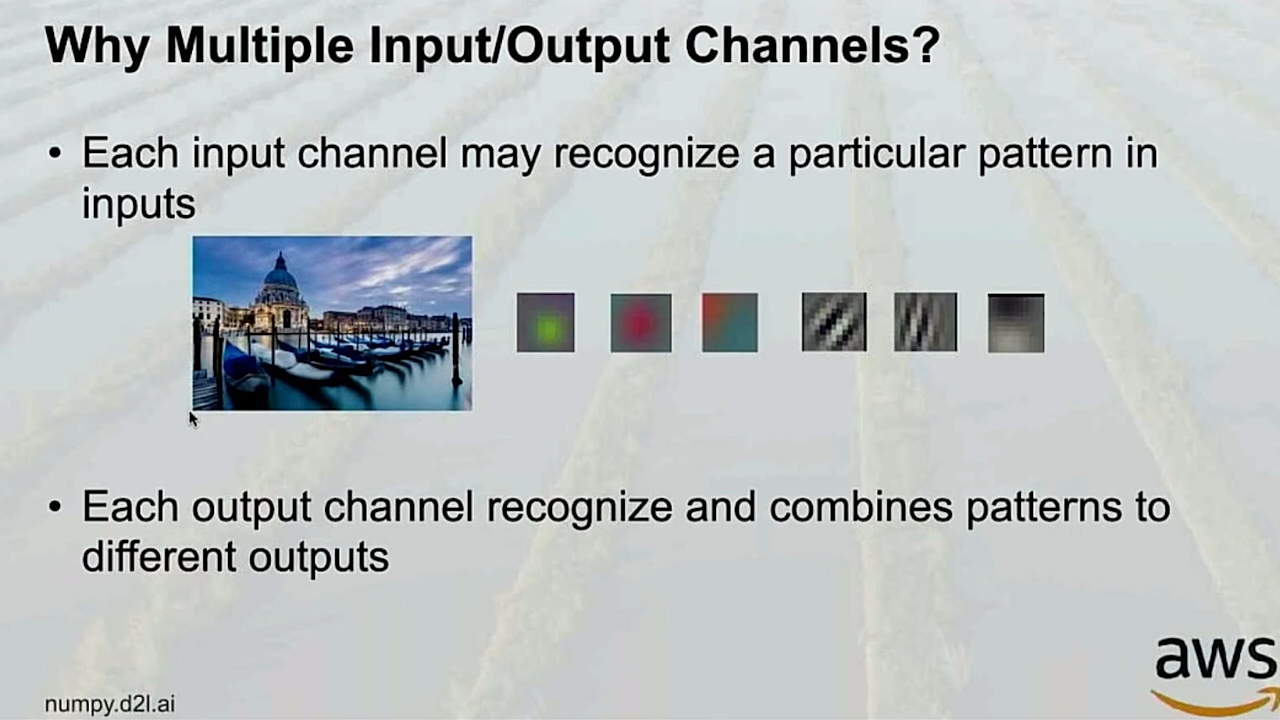 Why Multiple Input/Output Channels?
• Each input channel may recognize a particular pattern in
inputs
• Each output channel recognize and combines patterns to
different outputs
numpy.d2l.ai
aws